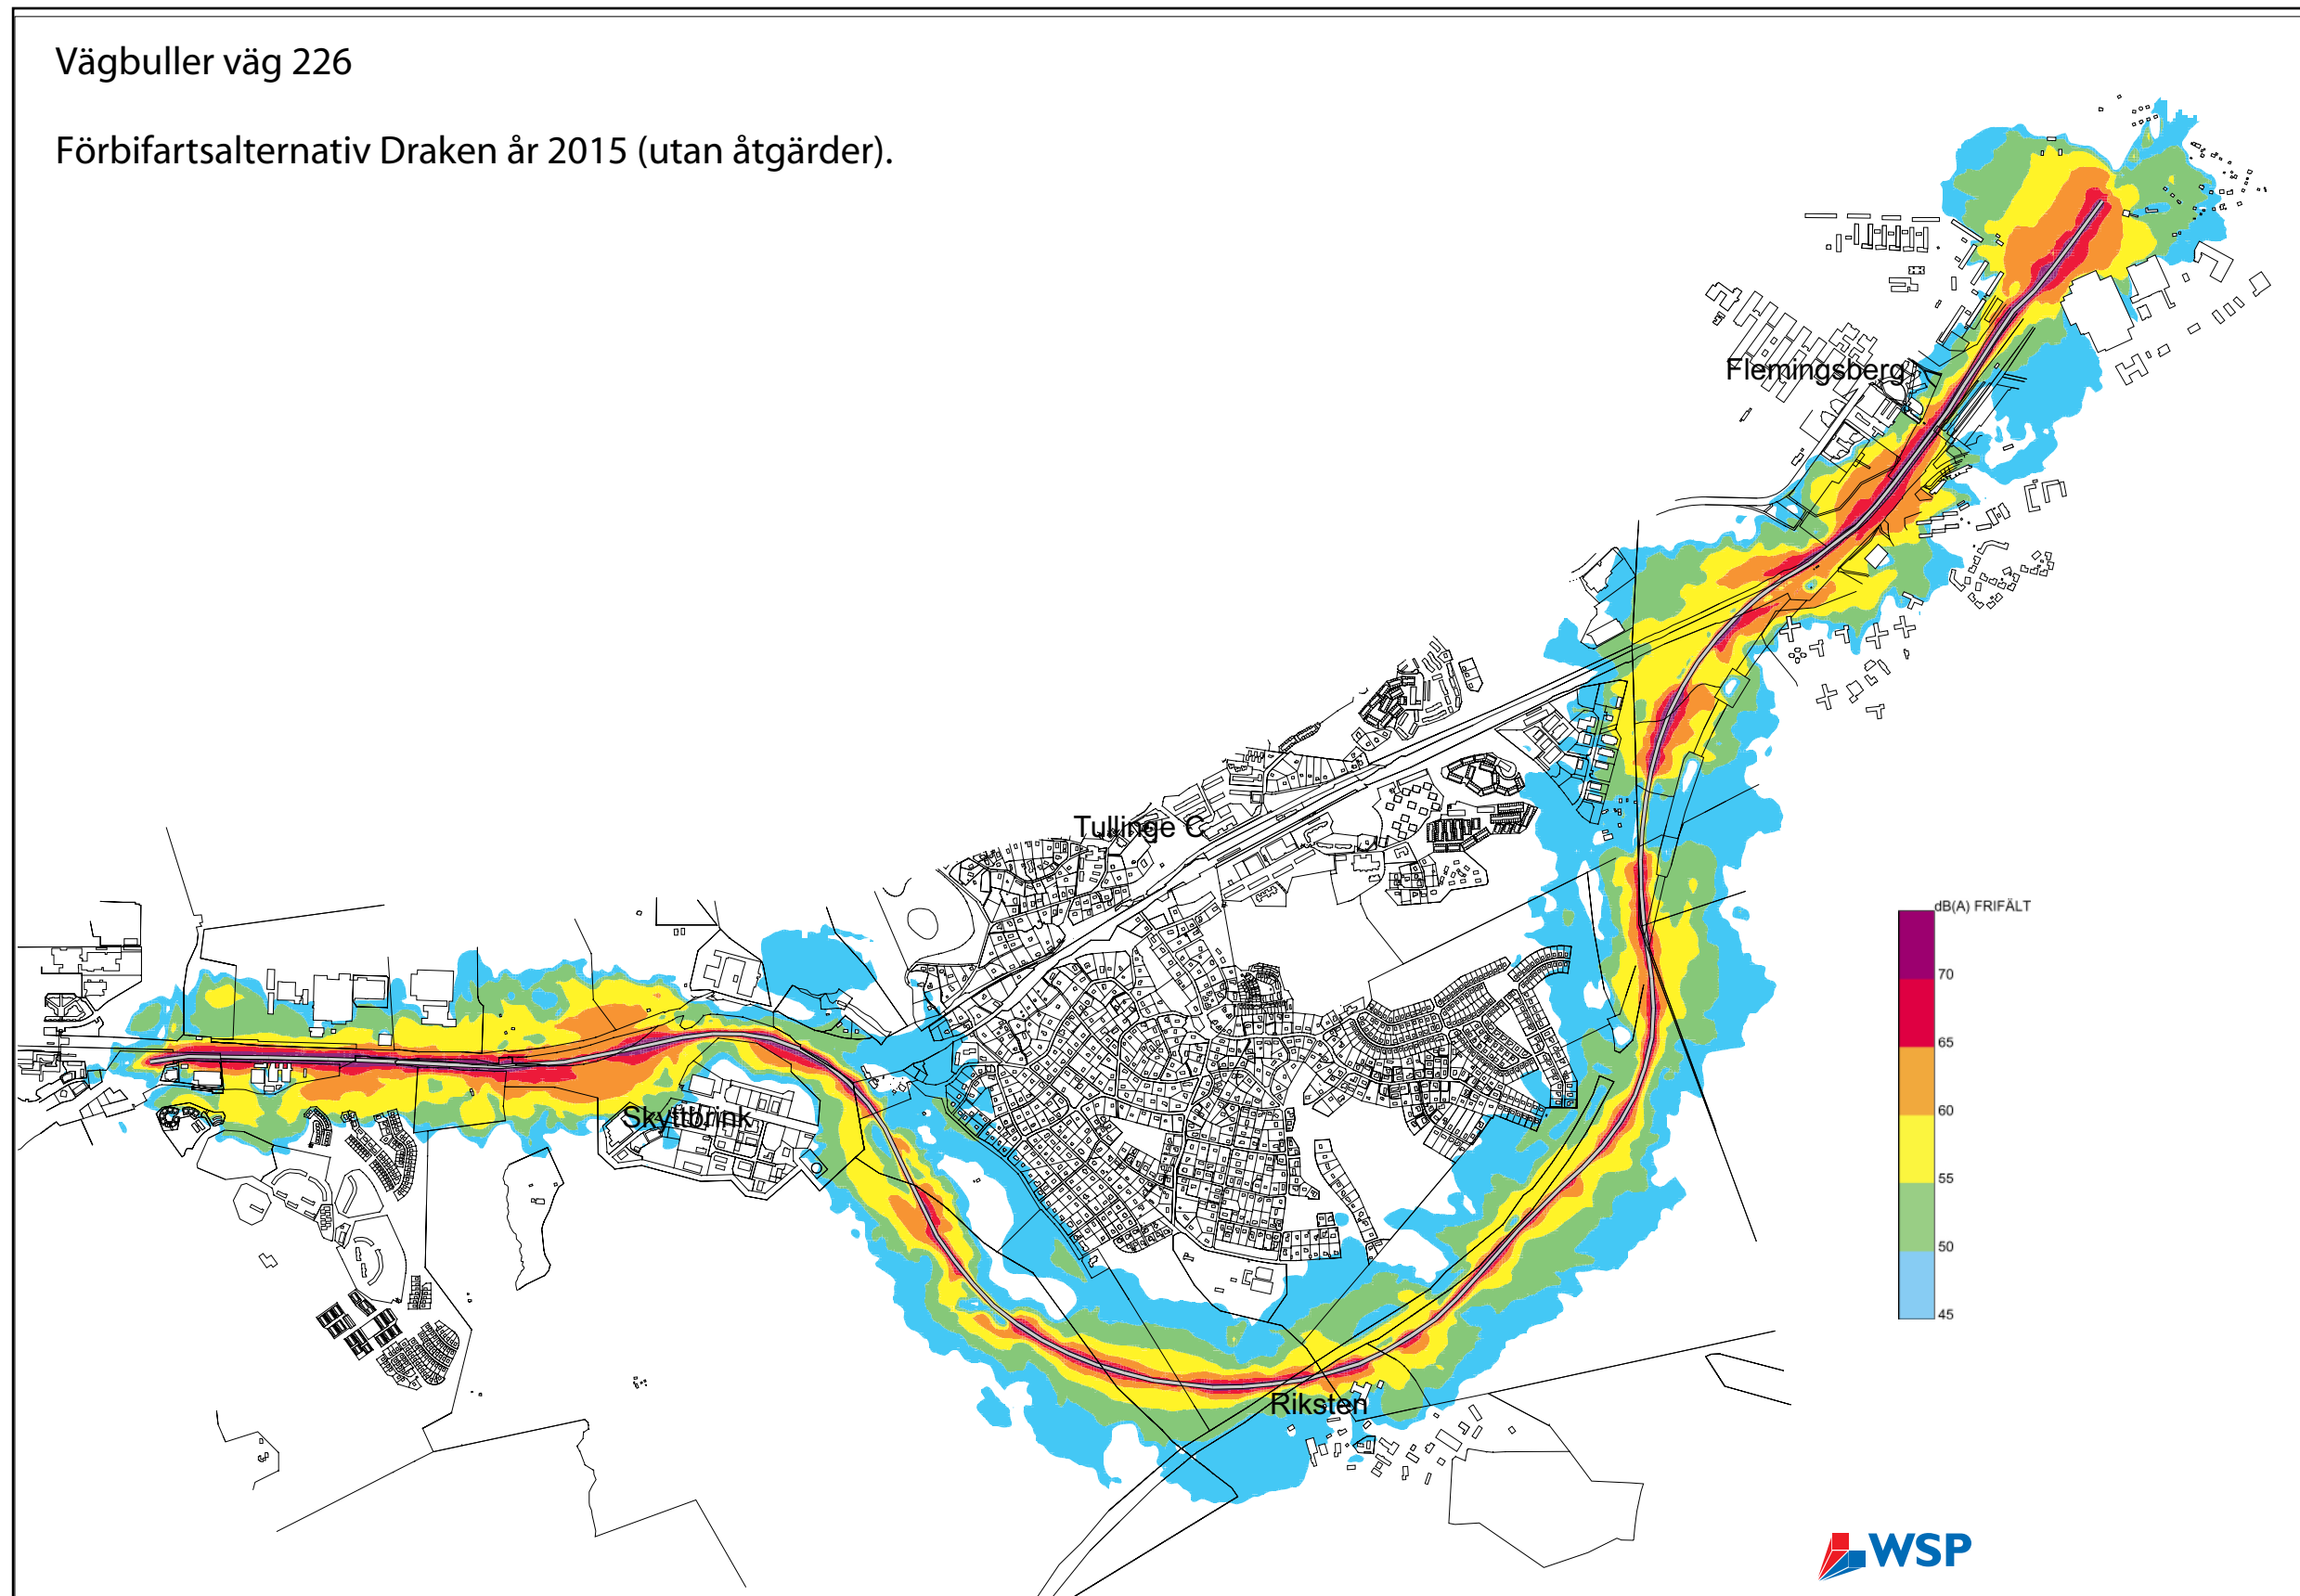 Vägbuller väg 226
Förbifartsalternativ Draken år 2015 (utan åtgärder).
Flemingsberg
Tullinge C
dB(A) FRIFÄLT
70
65
60
55
50
45
Skyttbrink
Riksten
WSP